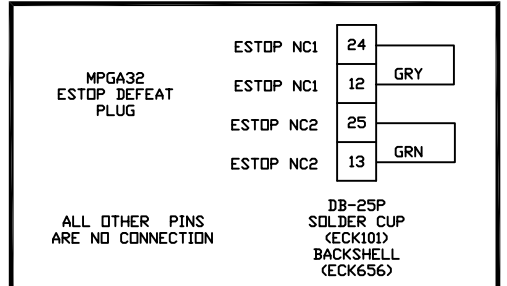 ESTOP NC1 24
GRY
MPGA32
ESTOP DEFEAT
PLUG
ESTOP NC1 12
ESTOP NC2 25
GRN
ESTOP NC2 13
ALL OTHER PINS
ARE NO CONNECTION
DB-25P
SOLDER CUP
(ECK101)
BACKSHELL
(ECK656)